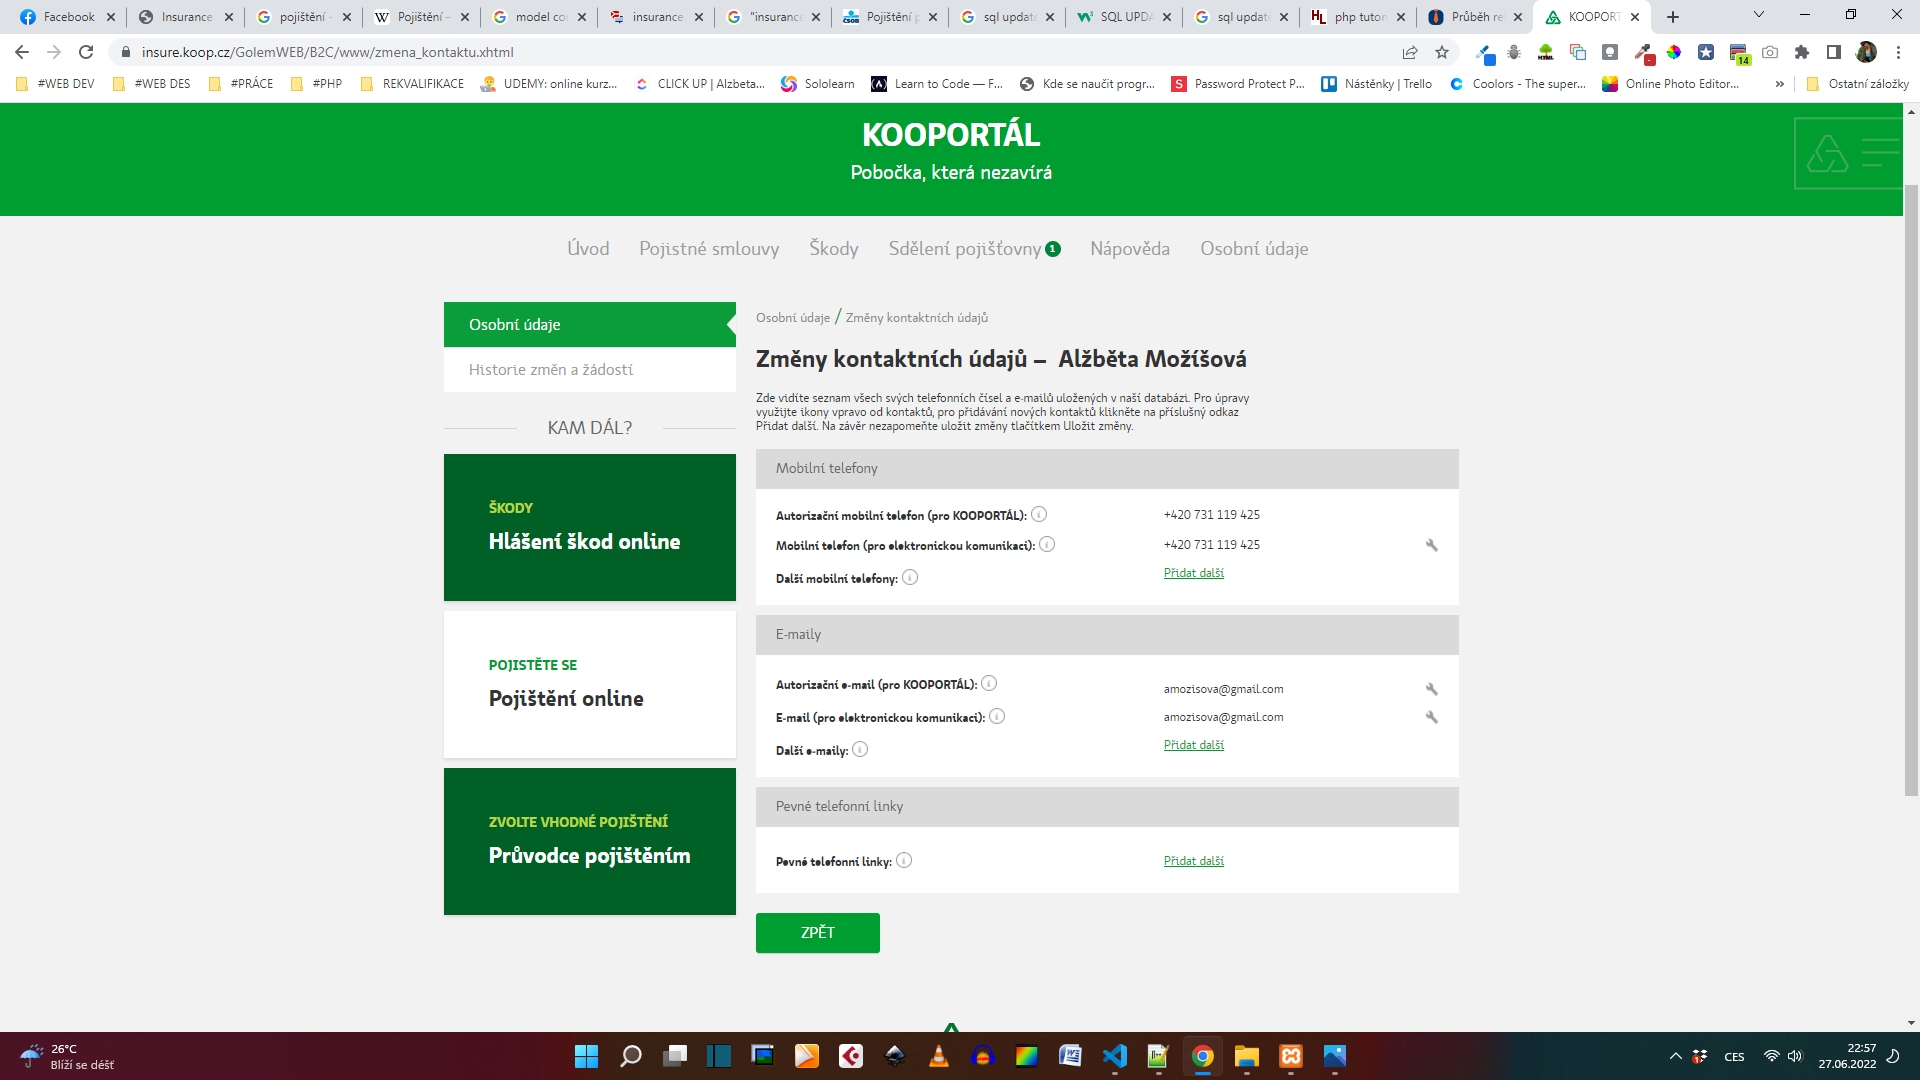 Facebook
Insurance
pojištění -
Pojištění –
model co
insurance
"insurance
Pojištění p
sql update
SQL UPDA
sql update
php tutori
Průběh re
KOOPORT
insure.koop.cz/GolemWEB/B2C/www/zmena_kontaktu.xhtml
14
#WEB DEV
#WEB DES
#PRÁCE
#PHP
REKVALIFIKACE
UDEMY: online kurz...
CLICK UP | Alzbeta...
Sololearn
Learn to Code — F...
Kde se naučit progr...
Password Protect P...
Nástěnky | Trello
Coolors - The super...
Online Photo Editor...
»
Ostatní záložky
KOOPORTÁL
Pobočka, která nezavírá
Úvod
Pojistné smlouvy
Škody
Sdělení pojišťovny 1
Nápověda
Osobní údaje
Osobní údaje
Historie změn a žádostí
KAM DÁL?
ŠKODY
Hlášení škod online
POJISTĚTE SE
Pojištění online
ZVOLTE VHODNÉ POJIŠTĚNÍ
Průvodce pojištěním
Osobní údaje / Změny kontaktních údajů
Změny kontaktních údajů – Alžběta Možíšová
Zde vidíte seznam všech svých telefonních čísel a e-mailů uložených v naší databázi. Pro úpravy
využijte ikony vpravo od kontaktů, pro přidávání nových kontaktů klikněte na příslušný odkaz
Přidat další. Na závěr nezapomeňte uložit změny tlačítkem Uložit změny.
Mobilní telefony
Autorizační mobilní telefon (pro KOOPORTÁL): +420 731 119 425
Mobilní telefon (pro elektronickou komunikaci): +420 731 119 425
Další mobilní telefony: Přidat další
E-maily
Autorizační e-mail (pro KOOPORTÁL): amozisova@gmail.com
E-mail (pro elektronickou komunikaci): amozisova@gmail.com
Další e-maily: Přidat další
Pevné telefonní linky
Pevné telefonní linky: Přidat další
ZPĚT
26°C
Blíží se déšť
CES
22:57
27.06.2022